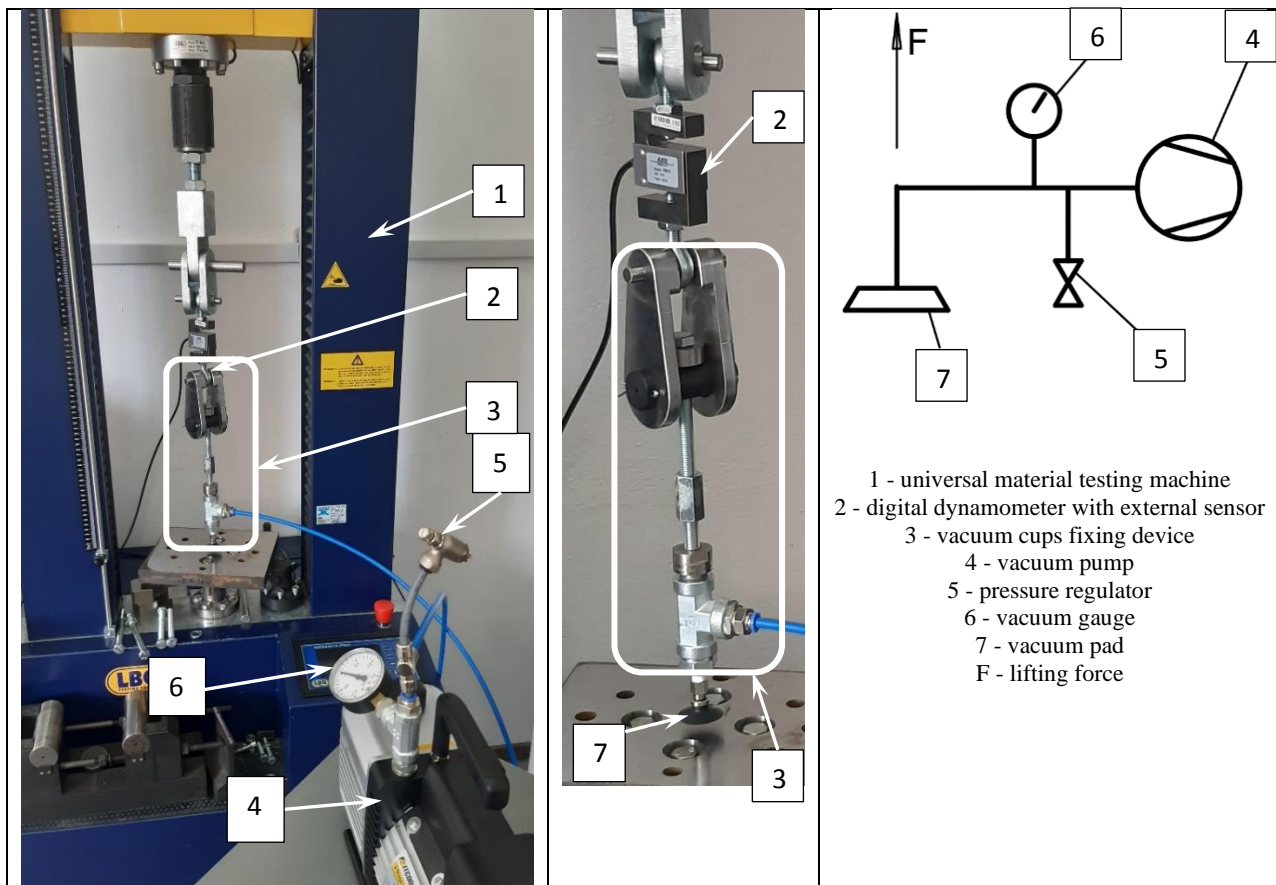 1
2
3
5
LBG
6
4
2
7
3
F
6
4
5
7
1 - universal material testing machine
2 - digital dynamometer with external sensor
3 - vacuum cups fixing device
4 - vacuum pump
5 - pressure regulator
6 - vacuum gauge
7 - vacuum pad
F - lifting force